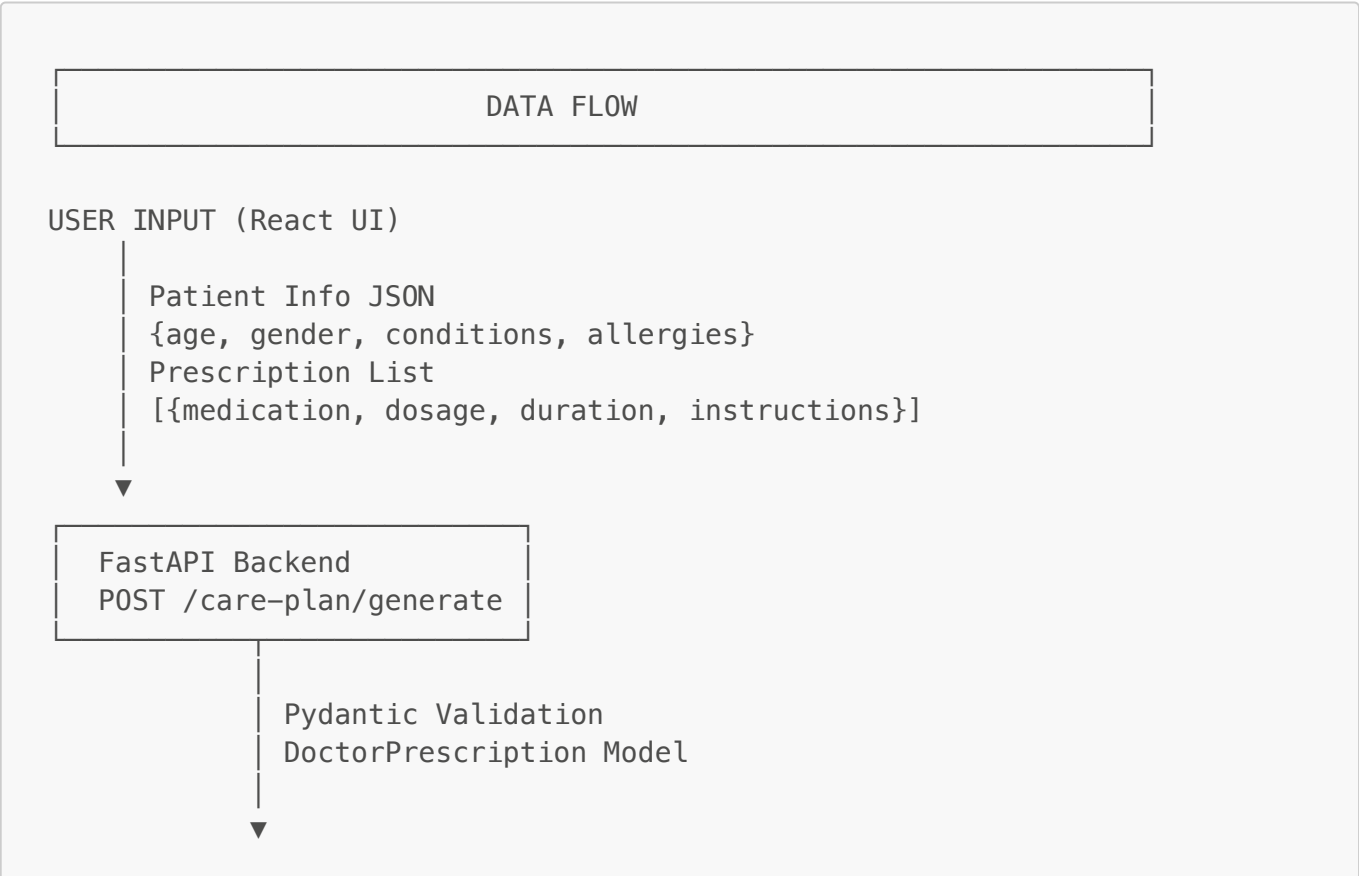 DATA FLOW
USER INPUT (React UI)
Patient Info JSON
{age, gender, conditions, allergies}
Prescription List
[{medication, dosage, duration, instructions}]
FastAPI Backend
POST /care-plan/generate
Pydantic Validation
DoctorPrescription Model